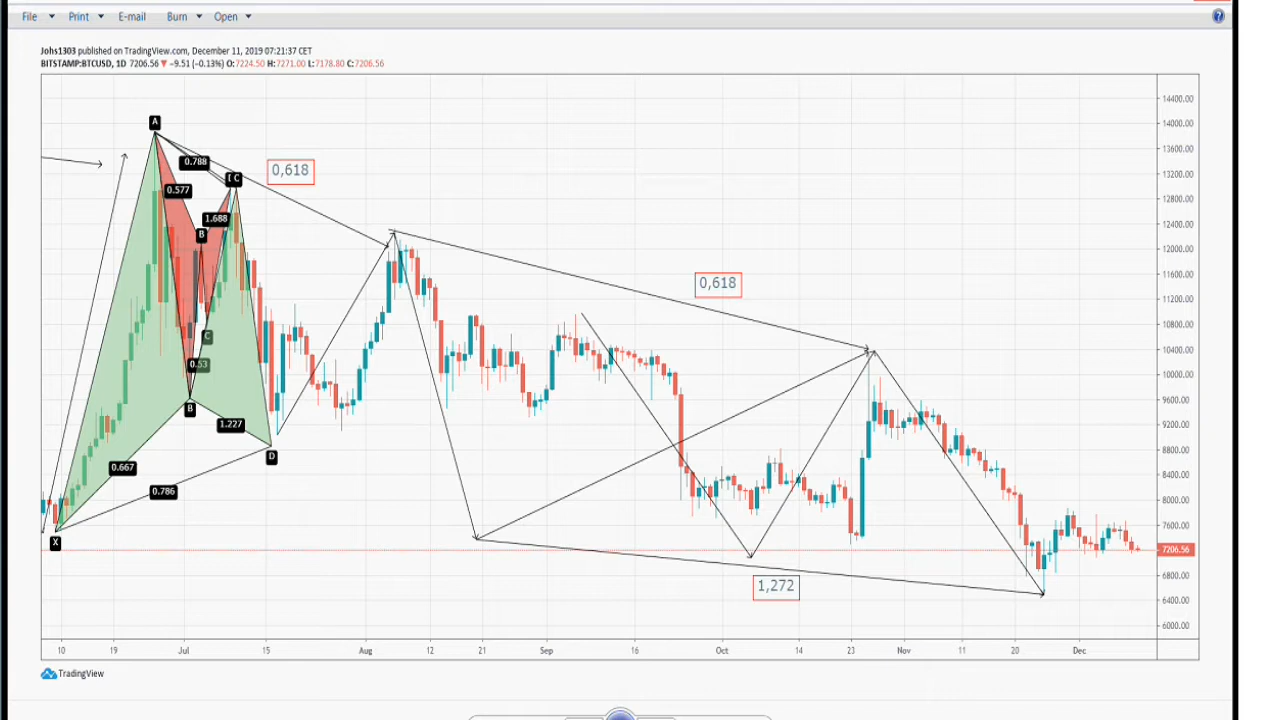 File Print E-mail Burn Open
Johs1303 published on TradingView.com, December 11, 2019 07:21:37 CET
BITSTAMP:BTCUSD, 1D 7206.56 ▼ −9.51 (−0.13%) O:7224.50 H:7271.00 L:7178.80 C:7206.56
14400.00
A
14000.00
0.788
13600.00
0,618
C
13200.00
0.577
12800.00
1.688
12400.00
B
12000.00
11600.00
0,618
11200.00
10800.00
C
10400.00
0.53
10000.00
9600.00
B
1.227
9200.00
D
8800.00
0.667
8400.00
0.786
8000.00
7600.00
X
7206.56
6800.00
1,272
6400.00
6000.00
10 19 Jul 15 Aug 12 21 Sep 16 Oct 14 23 Nov 11 20 Dec
TradingView